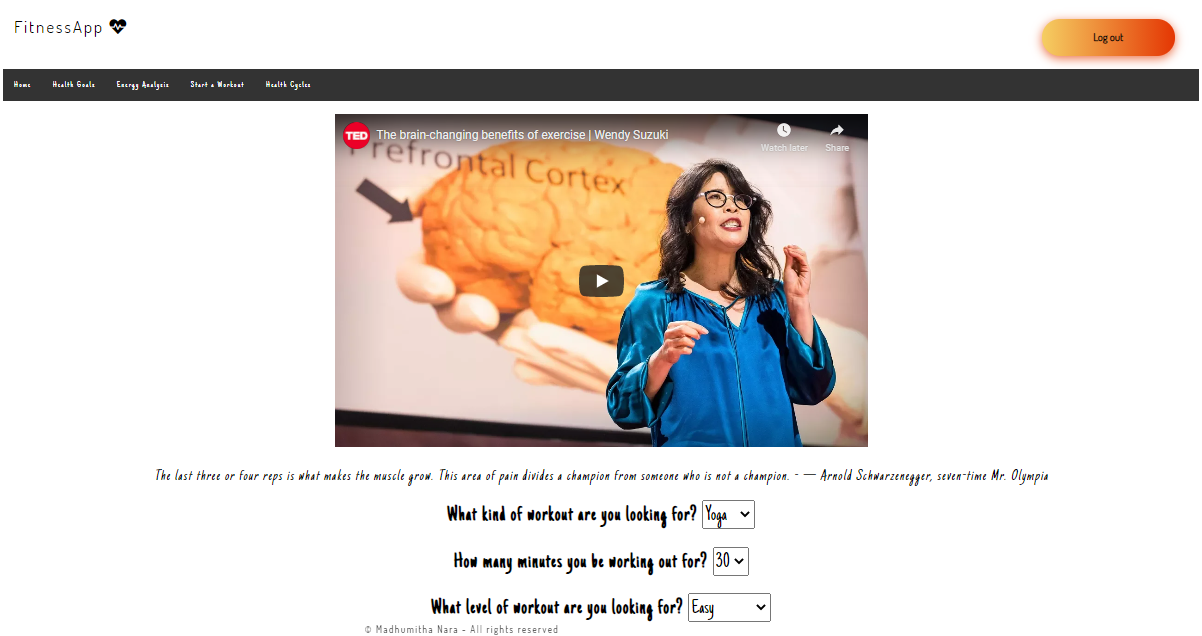 FitnessApp
Log out
Home Health Goals Energy Analysis Start a Workout Health Cycles
TED The brain-changing benefits of exercise | Wendy Suzuki
Watch later Share
Prefrontal Cortex
The last three or four reps is what makes the muscle grow. This area of pain divides a champion from someone who is not a champion. - — Arnold Schwarzenegger, seven-time Mr. Olympia
What kind of workout are you looking for? Yoga
How many minutes you be working out for? 30
What level of workout are you looking for? Easy
© Madhumitha Nara - All rights reserved